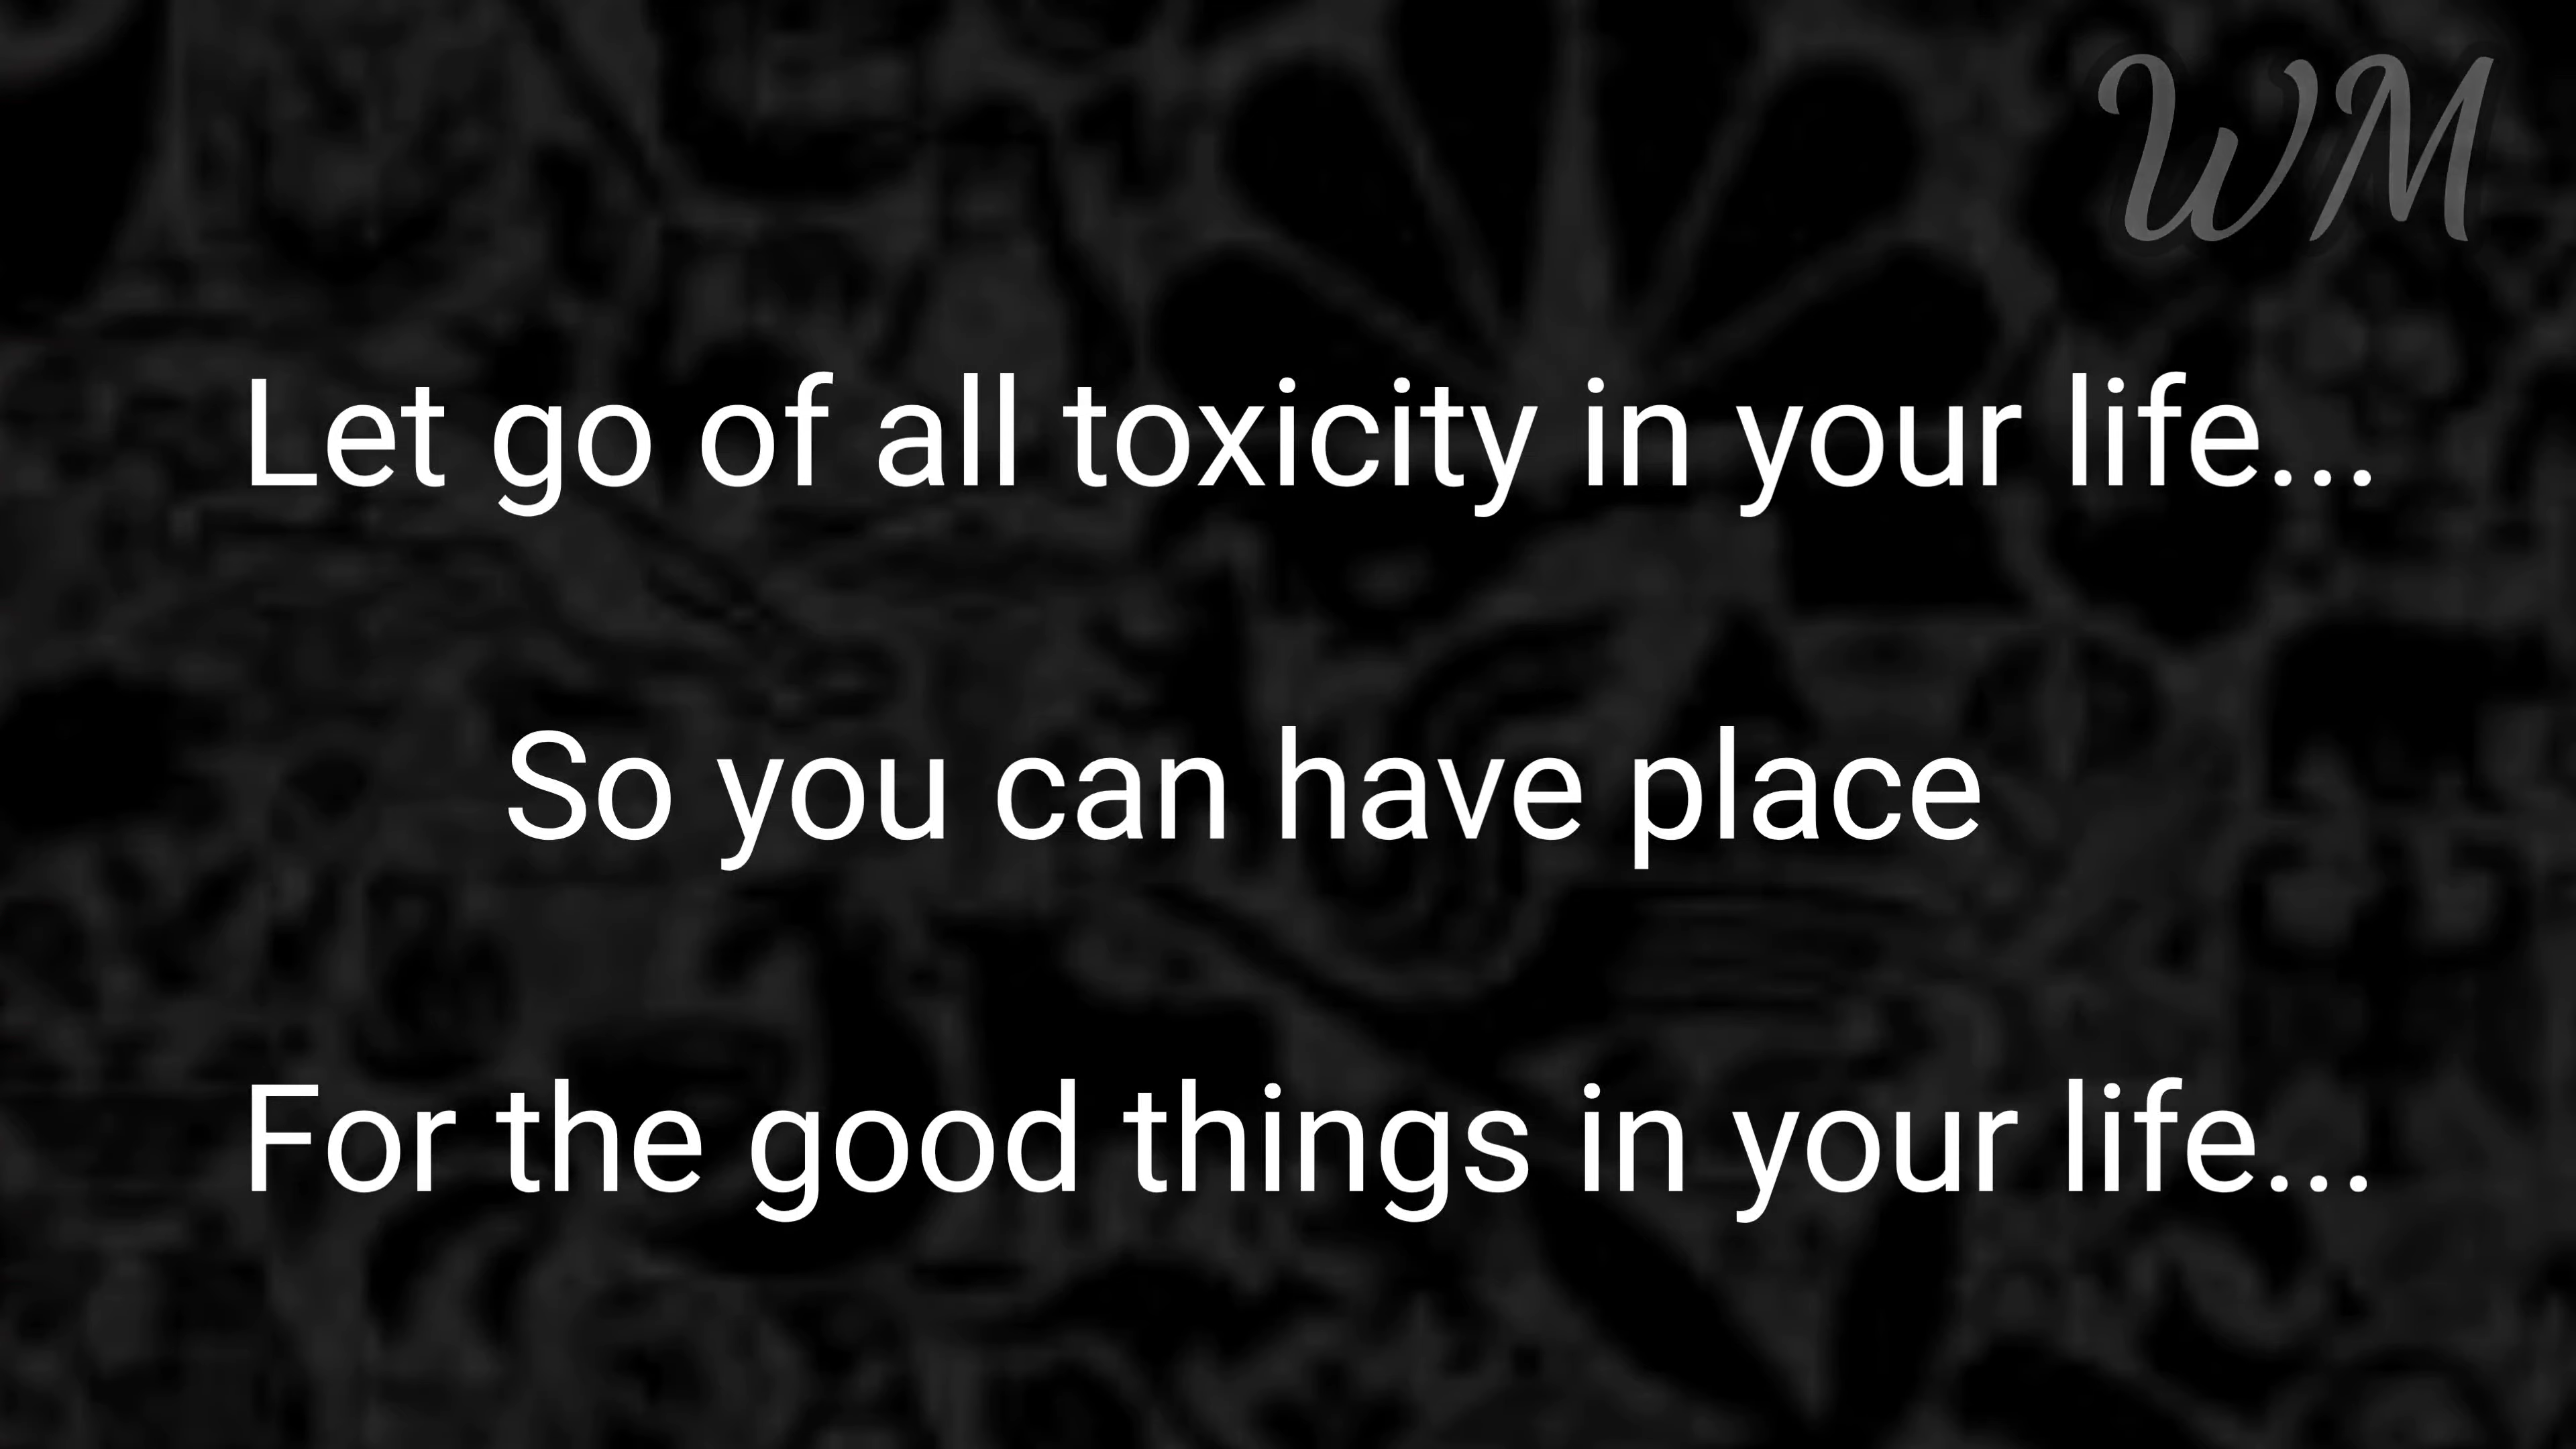 WM
Let go of all toxicity in your life...
So you can have place
For the good things in your life...